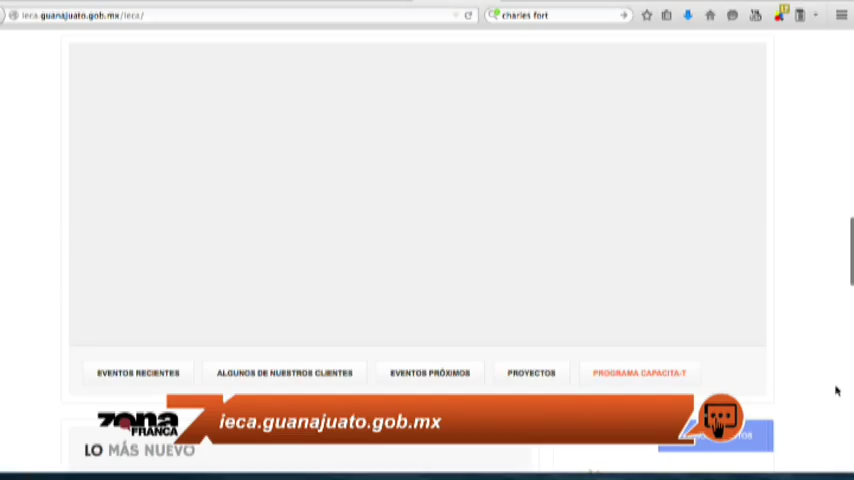 ieca.guanajuato.gob.mx/ieca/
charles fort
EVENTOS RECIENTES
ALGUNOS DE NUESTROS CLIENTES
EVENTOS PRÓXIMOS
PROYECTOS
PROGRAMA CAPACITA-T
zona
FRANCA
ieca.guanajuato.gob.mx
LO MÁS NUEVO